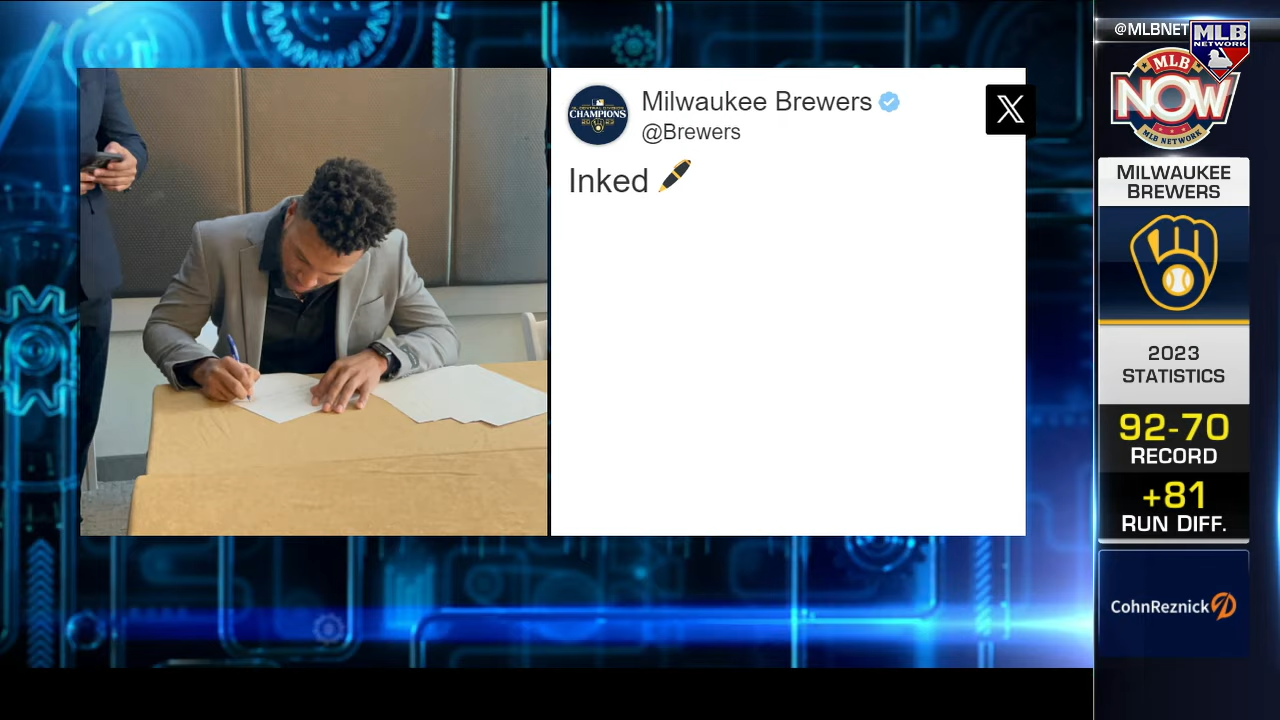 @MLBNET
MLB
NETWORK
MLB
NOW
MLB NETWORK
CHAMPIONS
Milwaukee Brewers
@Brewers
X
Inked
MILWAUKEE
BREWERS
2023
STATISTICS
92-70
RECORD
+81
RUN DIFF.
CohnReznick